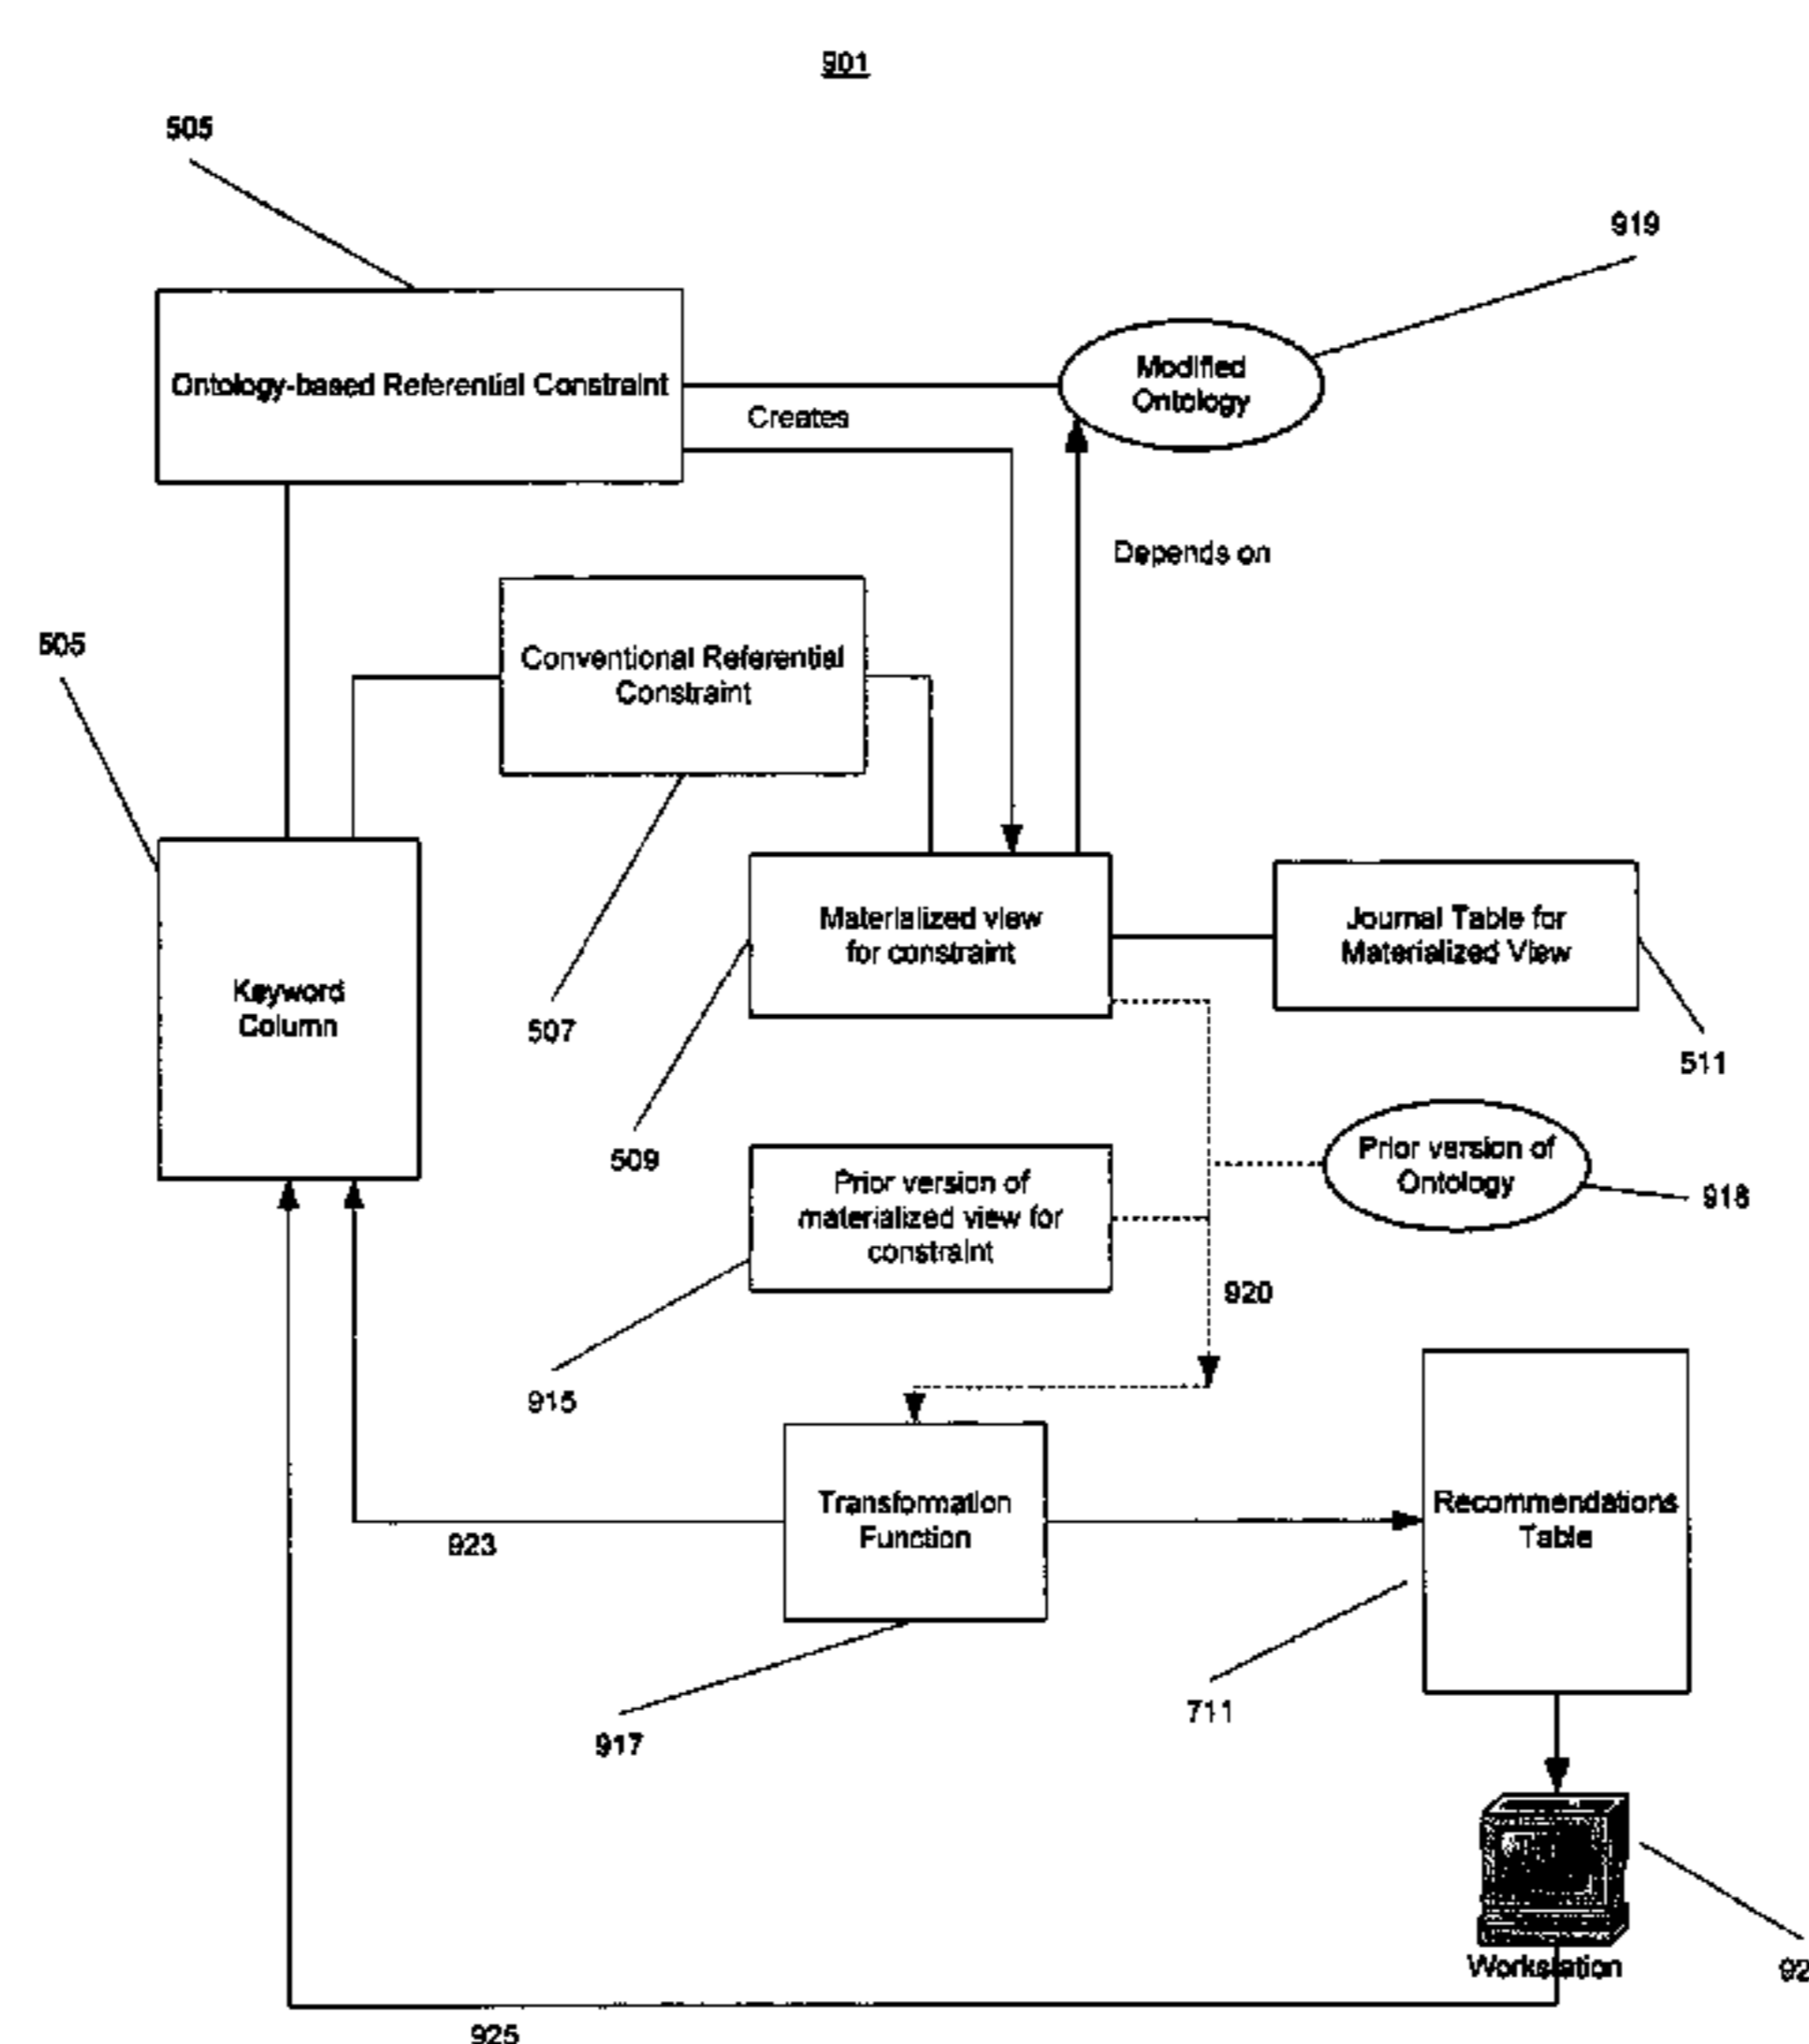 901
505
919
Ontology-based Referential Constraint
Modified
Ontology
Creates
Depends on
505
Conventional Referential
Constraint
Materialized view
for constraint
Journal Table for
Materialized View
Keyword
Column
507
511
509
Prior version of
Ontology
918
Prior version of
materialized view for
constraint
920
915
Transformation
Function
Recommendations
Table
923
711
917
Workstation
925